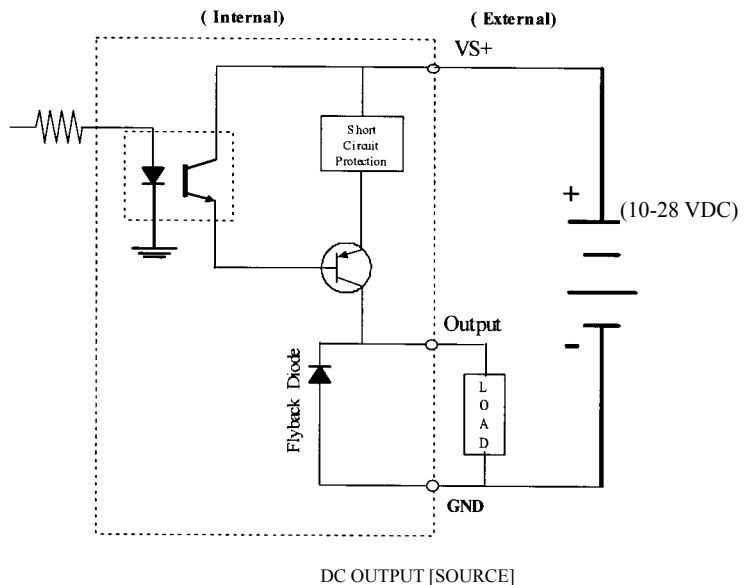 ( Internal)
( External)
VS+
Short
Circuit
Protection
+
(10-28 VDC)
Output
-
Flyback Diode
L
O
A
D
GND
DC OUTPUT [SOURCE]